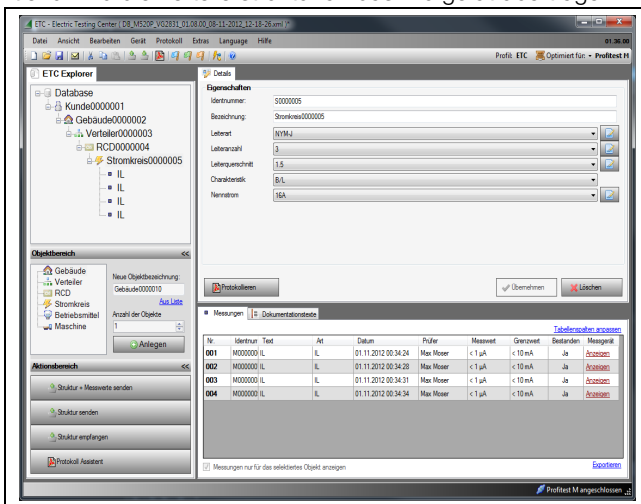 ETC - Electric Testing Center | DB_M520P_VG2331_01.08.00_08-11-2012_12-18-26.xml /*
Datei Ansicht Bearbeiten Gerät Protokoll Extras Language Hilfe 01.36.00
Profil: ETC Optimiert für: - Profitest M
ETC Explorer
Database
Kunde0000001
Gebäude0000002
Verteiler0000003
RCD0000004
Stromkreis0000005
IL
IL
IL
IL
Details
Eigenschaften
Identnummer: S0000005
Bezeichnung: Stromkreis0000005
Leiterart NYM-J
Leiteranzahl 3
Leiterquerschnitt 1.5
Charakteristik B/L
Nennstrom 16A
Protokollieren Übernehmen Löschen
Objektbereich <<
Gebäude
Verteiler
RCD
Stromkreis
Betriebsmittel
Maschine
Neue Objektbezeichnung:
Gebäude0000010
Aus Liste
Anzahl der Objekte
1
Anlegen
Aktionsbereich <<
Struktur + Messwerte senden
Struktur senden
Struktur empfangen
Protokoll Assistent
Messungen Dokumentationstexte
Tabellenspalten anpassen
Nr. Identnum Text Art Datum Prüfer Messwert Grenzwert Bestanden Messgerät
001 M000000 IL IL 01.11.2012 00:34:24 Max Moser < 1 µA < 10 mA Ja Anzeigen
002 M000000 IL IL 01.11.2012 00:34:28 Max Moser < 1 µA < 10 mA Ja Anzeigen
003 M000000 IL IL 01.11.2012 00:34:31 Max Moser < 1 µA < 10 mA Ja Anzeigen
004 M000000 IL IL 01.11.2012 00:34:34 Max Moser < 1 µA < 10 mA Ja Anzeigen
Messungen nur für das selektiertes Objekt anzeigen Exportieren
Profitest M angeschlossen